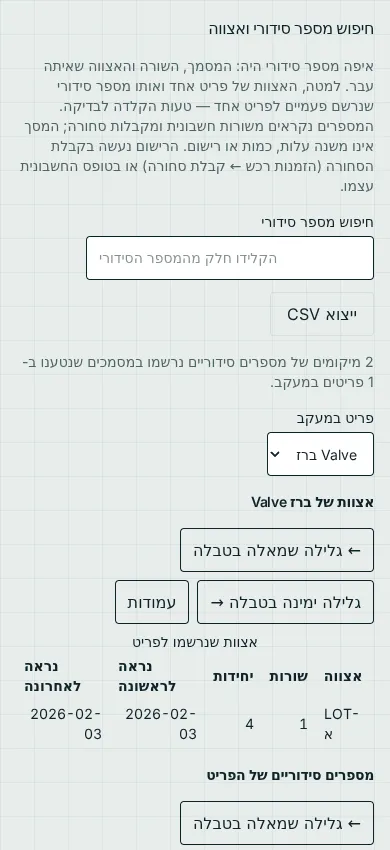 חיפוש מספר סידורי ואצווה
איפה מספר סידורי היה: המסמך, השורה והאצווה שאיתה
עבר. למטה, האצוות של פריט אחד ואותו מספר סידורי
שנרשם פעמיים לפריט אחד — טעות הקלדה לבדיקה.
המספרים נקראים משורות חשבונית ומקבלות סחורה; המסך
אינו משנה עלות, כמות או רישום. הרישום נעשה בקבלת
הסחורה (הזמנות רכש ← קבלת סחורה) או בטופס החשבונית
עצמו.
חיפוש מספר סידורי
הקלידו חלק מהמספר הסידורי
ייצוא CSV
2 מיקומים של מספרים סידוריים נרשמו במסמכים שנטענו ב-
1 פריטים במעקב.
פריט במעקב
ברז Valve
אצוות של ברז Valve
← גלילה שמאלה בטבלה
גלילה ימינה בטבלה →
עמודות
אצוות שנרשמו לפריט
אצווה שורות יחידות נראה לראשונה נראה לאחרונה
LOT-א 1 4 2026-02-03 2026-02-03
מספרים סידוריים של הפריט
← גלילה שמאלה בטבלה